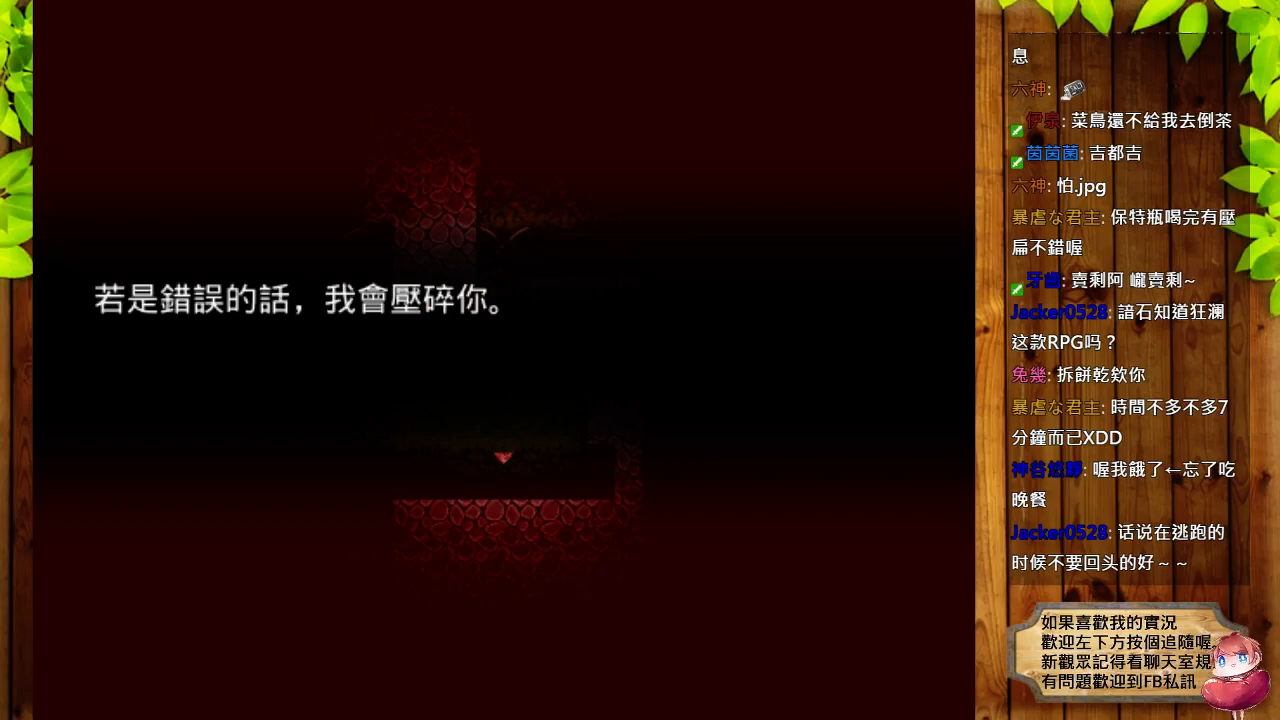 若是錯誤的話，我會壓碎你。
息
六神:
伊泉: 菜鳥還不給我去倒茶
茵茵菌: 吉都吉
六神: 怕.jpg
暴虐な君主: 保特瓶喝完有壓
扁不錯喔
牙齒: 賣剩阿 巄賣剩~
Jacker0528: 諳石知道狂澜
这款RPG吗？
兔幾: 拆餅乾欸你
暴虐な君主: 時間不多不多7
分鐘而已XDD
神谷悠靜: 喔我餓了←忘了吃
晚餐
Jacker0528: 话说在逃跑的
时候不要回头的好～～
如果喜歡我的實況
歡迎左下方按個追隨喔.
新觀眾記得看聊天室規
有問題歡迎到FB私訊